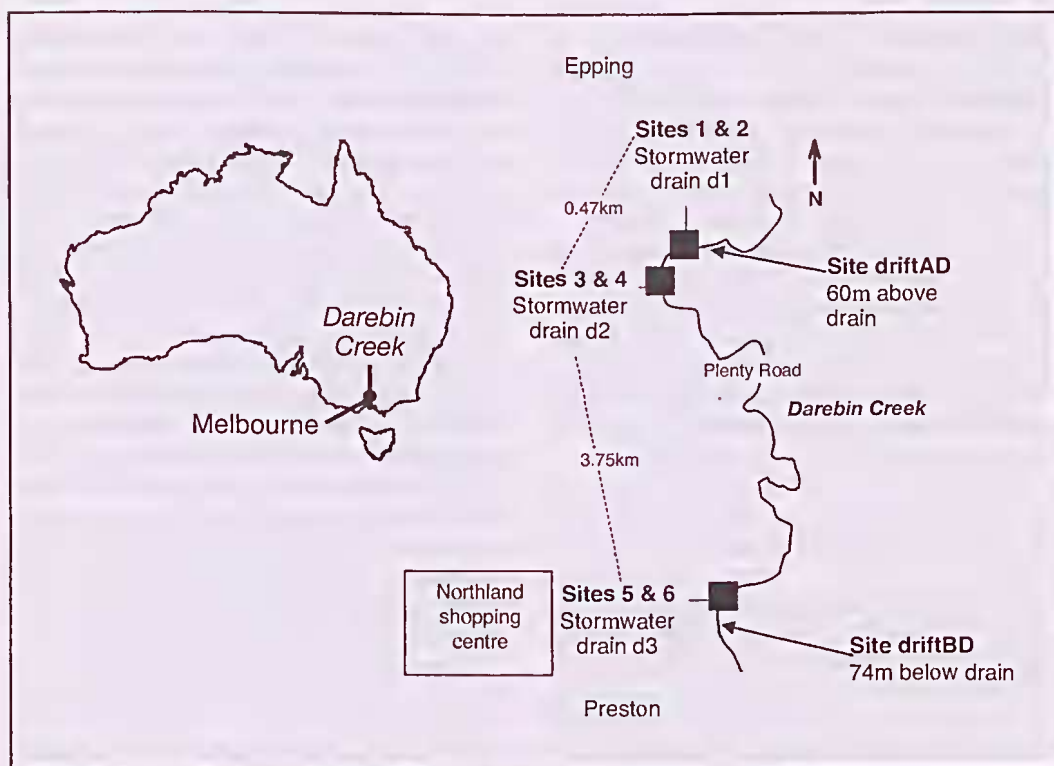 Epping
Sites 1 & 2
Stormwater
drain d1
N
0.47km
Darebin
Creek
Melbourne
Sites 3 & 4
Stormwater
drain d2
Site driftAD
60m above
drain
Plenty Road
Darebin Creek
3.75km
Northland
shopping
centre
Sites 5 & 6
Stormwater
drain d3
Site driftBD
74m below drain
Preston